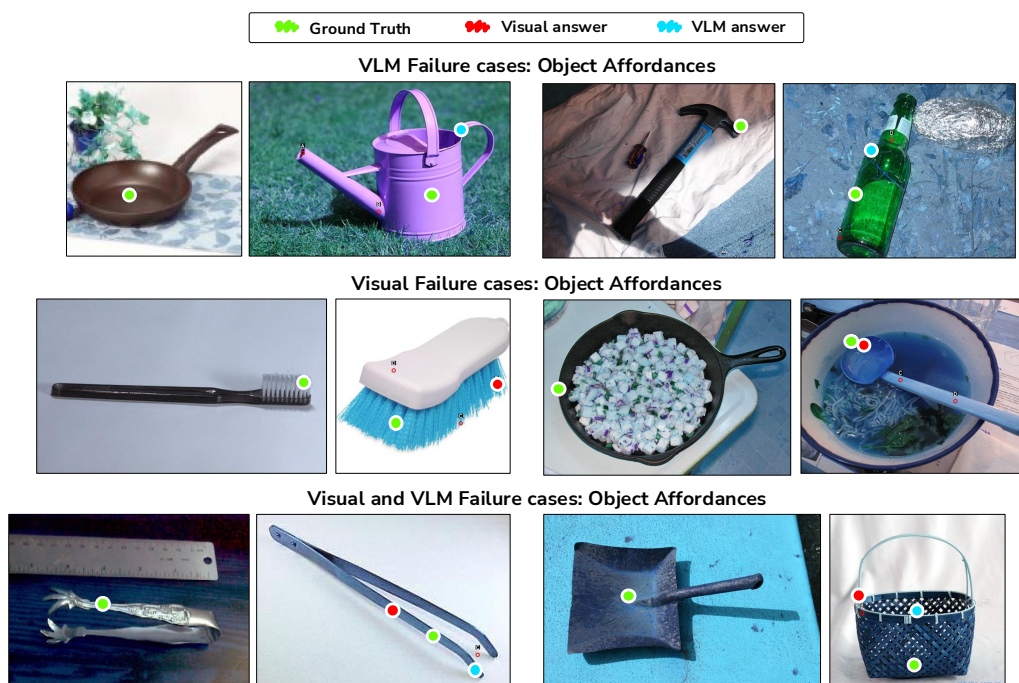 Ground Truth
Visual answer
VLM answer
VLM Failure cases: Object Affordances
Visual Failure cases: Object Affordances
Visual and VLM Failure cases: Object Affordances